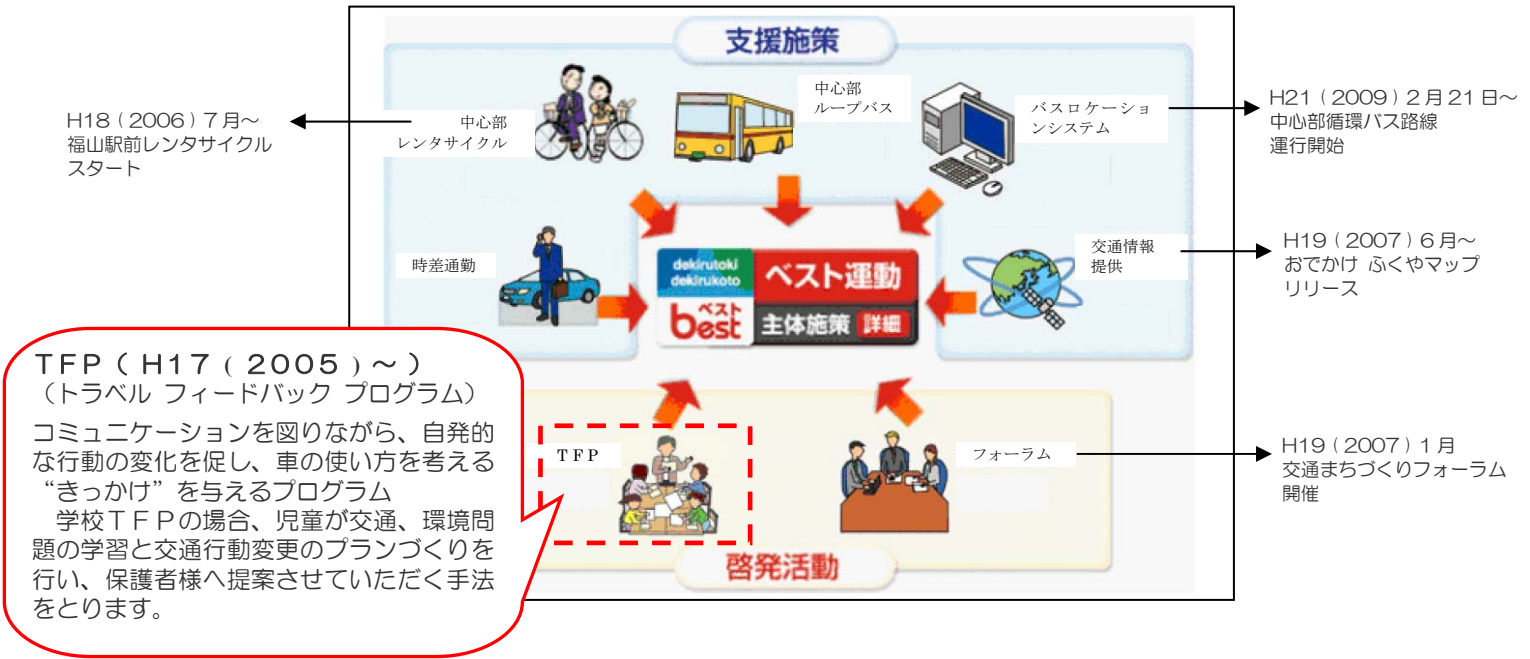 支援施策
H18（2006）7月～
福山駅前レンタサイクル
スタート
中心部
レンタサイクル
中心部
ループバス
バスロケーショ
ンシステム
H21（2009）2月21日～
中心部循環バス路線
運行開始
時差通勤
dekirutoki
dekirukoto
ベスト運動
ベスト
best
主体施策 詳細
交通情報
提供
H19（2007）6月～
おでかけ ふくやマップ
リリース
TFP（H17（2005）～）
（トラベル フィードバック プログラム）
コミュニケーションを図りながら、自発的
な行動の変化を促し、車の使い方を考える
“きっかけ”を与えるプログラム
学校TFPの場合、児童が交通、環境問
題の学習と交通行動変更のプランづくりを
行い、保護者様へ提案させていただく手法
をとります。
TFP
フォーラム
H19（2007）1月
交通まちづくりフォーラム
開催
啓発活動